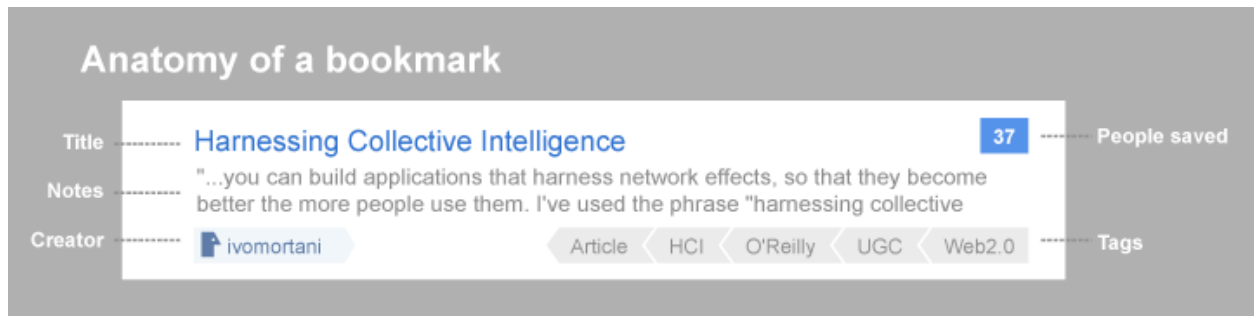 Anatomy of a bookmark
Title
Harnessing Collective Intelligence
37
People saved
Notes
"...you can build applications that harness network effects, so that they become
better the more people use them. I've used the phrase "harnessing collective
Creator
ivomortani
Article HCI O'Reilly UGC Web2.0
Tags